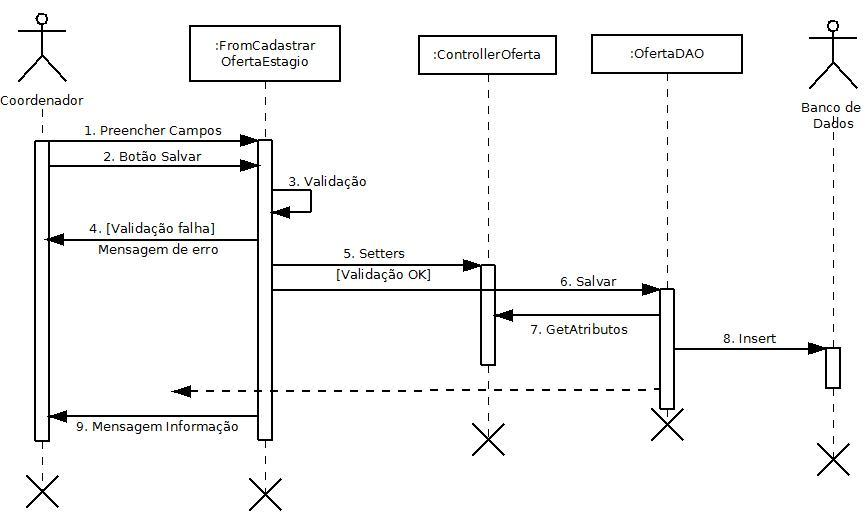 :FromCadastrar
OfertaEstagio
:ControllerOferta
:OfertaDAO
Coordenador
Banco de
Dados
1. Preencher Campos
2. Botão Salvar
3. Validação
4. [Validação falha]
Mensagem de erro
5. Setters
[Validação OK]
6. Salvar
7. GetAtributos
8. Insert
9. Mensagem Informação